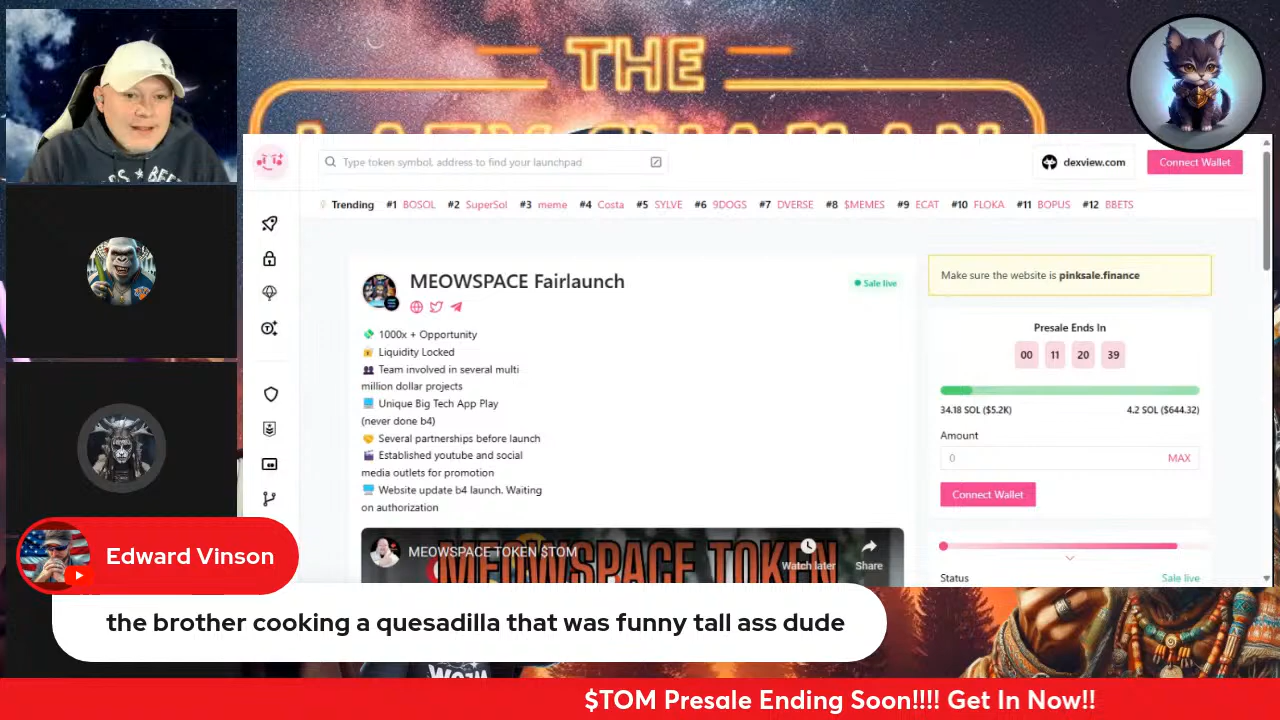 THE
Type token symbol, address to find your launchpad
dexview.com
Connect Wallet
Trending #1 BOSOL #2 SuperSol #3 meme #4 Costa #5 SYLVE #6 9DOGS #7 DVERSE #8 $MEMES #9 ECAT #10 FLOKA #11 BOPUS #12 BBETS
MEOWSPACE Fairlaunch
Sale live
1000x + Opportunity
Liquidity Locked
Team involved in several multi
million dollar projects
Unique Big Tech App Play
(never done b4)
Several partnerships before launch
Established youtube and social
media outlets for promotion
Website update b4 launch. Waiting
on authorization
MEOWSPACE TOKEN $TOM
MEOWSPACE TOKEN
Watch later
Share
Make sure the website is pinksale.finance
Presale Ends In
00 11 20 39
34.18 SOL ($5.2K) 4.2 SOL ($644.32)
Amount
0 MAX
Connect Wallet
Status Sale live
Edward Vinson
the brother cooking a quesadilla that was funny tall ass dude
$TOM Presale Ending Soon!!!! Get In Now!!